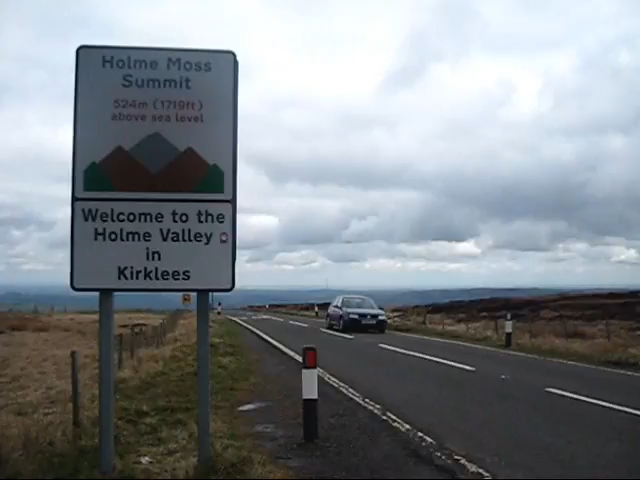 Holme Moss
Summit
524m (1719ft)
above sea level
Welcome to the
Holme Valley
in
Kirklees